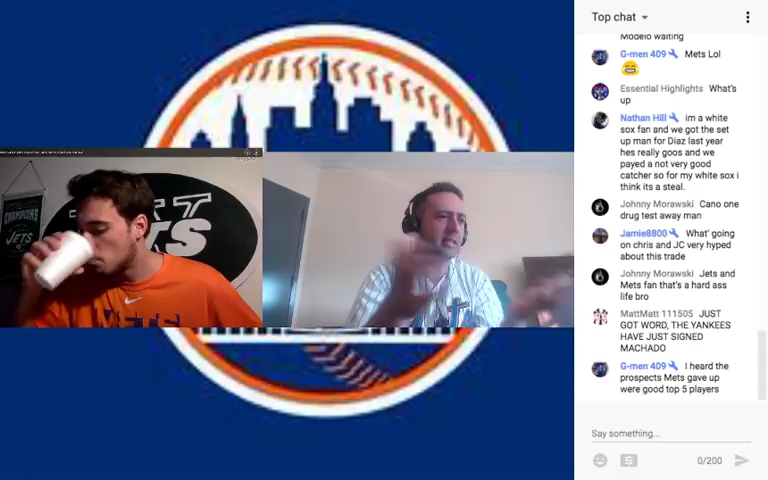 Top chat
Modelo waiting
G-men 409 Mets Lol
Essential Highlights What's
up
Nathan Hill im a white
sox fan and we got the set
up man for Diaz last year
hes really goos and we
payed a not very good
catcher so for my white sox i
think its a steal.
Johnny Morawski Cano one
drug test away man
Jamie8800 What' going
on chris and JC very hyped
about this trade
Johnny Morawski Jets and
Mets fan that's a hard ass
life bro
MattMatt 111505 JUST
GOT WORD, THE YANKEES
HAVE JUST SIGNED
MACHADO
G-men 409 I heard the
prospects Mets gave up
were good top 5 players
Say something...
0/200
CHAMPIONS
JETS
METS